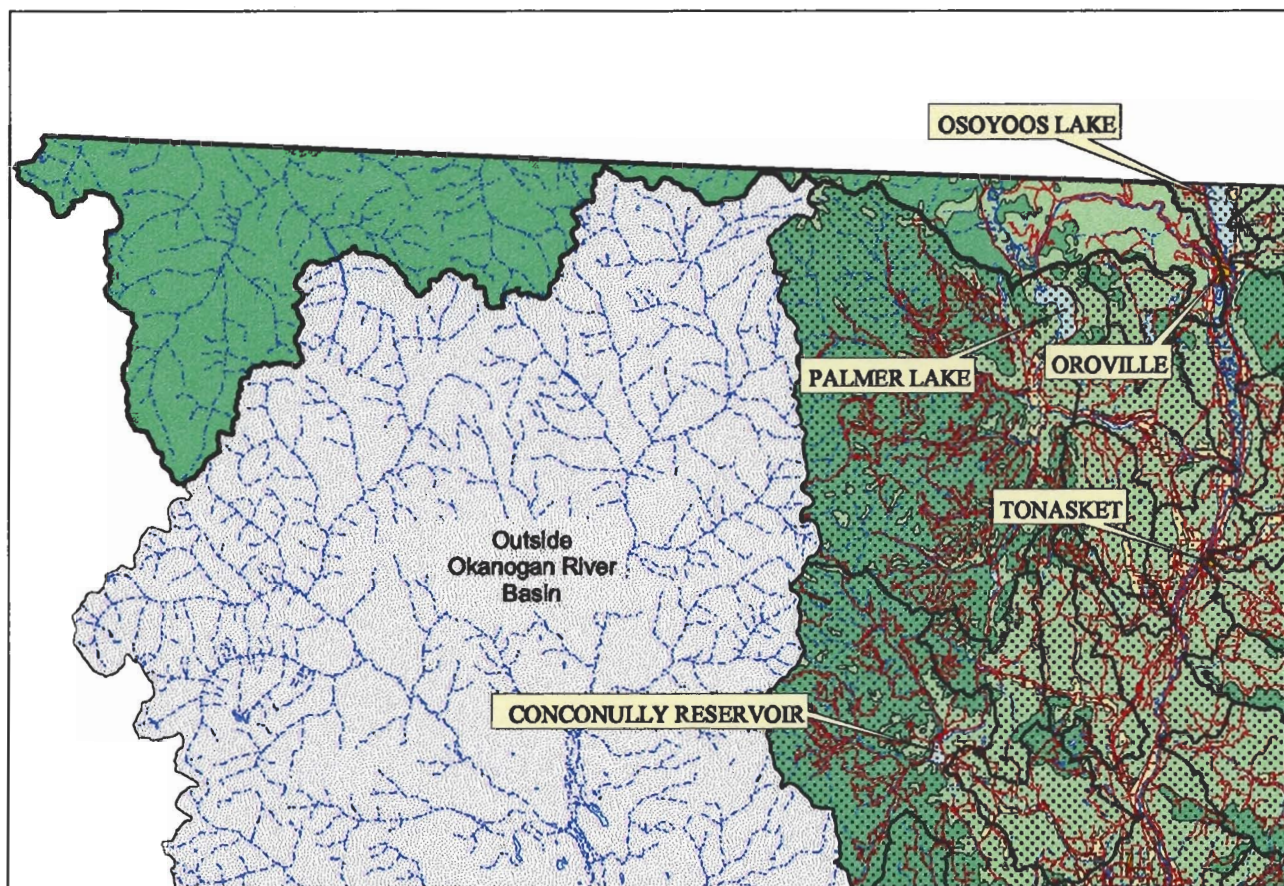 OSOYOOS LAKE
PALMER LAKE
OROVILLE
TONASKET
Outside
Okanogan River
Basin
CONCONULLY RESERVOIR